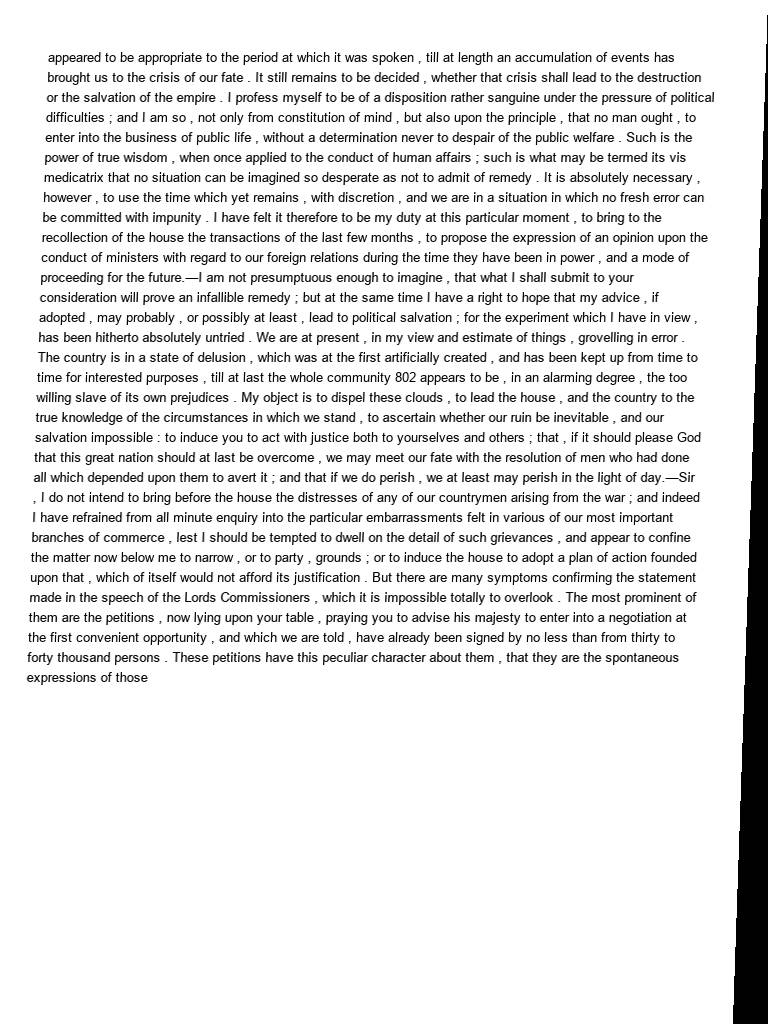 appeared to be appropriate to the period at which it was spoken , till at length an accumulation of events has
brought us to the crisis of our fate . It still remains to be decided , whether that crisis shall lead to the destruction
or the salvation of the empire . I profess myself to be of a disposition rather sanguine under the pressure of political
difficulties ; and I am so , not only from constitution of mind , but also upon the principle , that no man ought , to
enter into the business of public life , without a determination never to despair of the public welfare . Such is the
power of true wisdom , when once applied to the conduct of human affairs ; such is what may be termed its vis
medicatrix that no situation can be imagined so desperate as not to admit of remedy . It is absolutely necessary ,
however , to use the time which yet remains , with discretion , and we are in a situation in which no fresh error can
be committed with impunity . I have felt it therefore to be my duty at this particular moment , to bring to the
recollection of the house the transactions of the last few months , to propose the expression of an opinion upon the
conduct of ministers with regard to our foreign relations during the time they have been in power , and a mode of
proceeding for the future.—I am not presumptuous enough to imagine , that what I shall submit to your
consideration will prove an infallible remedy ; but at the same time I have a right to hope that my advice , if
adopted , may probably , or possibly at least , lead to political salvation ; for the experiment which I have in view ,
has been hitherto absolutely untried . We are at present , in my view and estimate of things , grovelling in error .
The country is in a state of delusion , which was at the first artificially created , and has been kept up from time to
time for interested purposes , till at last the whole community 802 appears to be , in an alarming degree , the too
willing slave of its own prejudices . My object is to dispel these clouds , to lead the house , and the country to the
true knowledge of the circumstances in which we stand , to ascertain whether our ruin be inevitable , and our
salvation impossible : to induce you to act with justice both to yourselves and others ; that , if it should please God
that this great nation should at last be overcome , we may meet our fate with the resolution of men who had done
all which depended upon them to avert it ; and that if we do perish , we at least may perish in the light of day.—Sir
, I do not intend to bring before the house the distresses of any of our countrymen arising from the war ; and indeed
I have refrained from all minute enquiry into the particular embarrassments felt in various of our most important
branches of commerce , lest I should be tempted to dwell on the detail of such grievances , and appear to confine
the matter now below me to narrow , or to party , grounds ; or to induce the house to adopt a plan of action founded
upon that , which of itself would not afford its justification . But there are many symptoms confirming the statement
made in the speech of the Lords Commissioners , which it is impossible totally to overlook . The most prominent of
them are the petitions , now lying upon your table , praying you to advise his majesty to enter into a negotiation at
the first convenient opportunity , and which we are told , have already been signed by no less than from thirty to
forty thousand persons . These petitions have this peculiar character about them , that they are the spontaneous
expressions of those